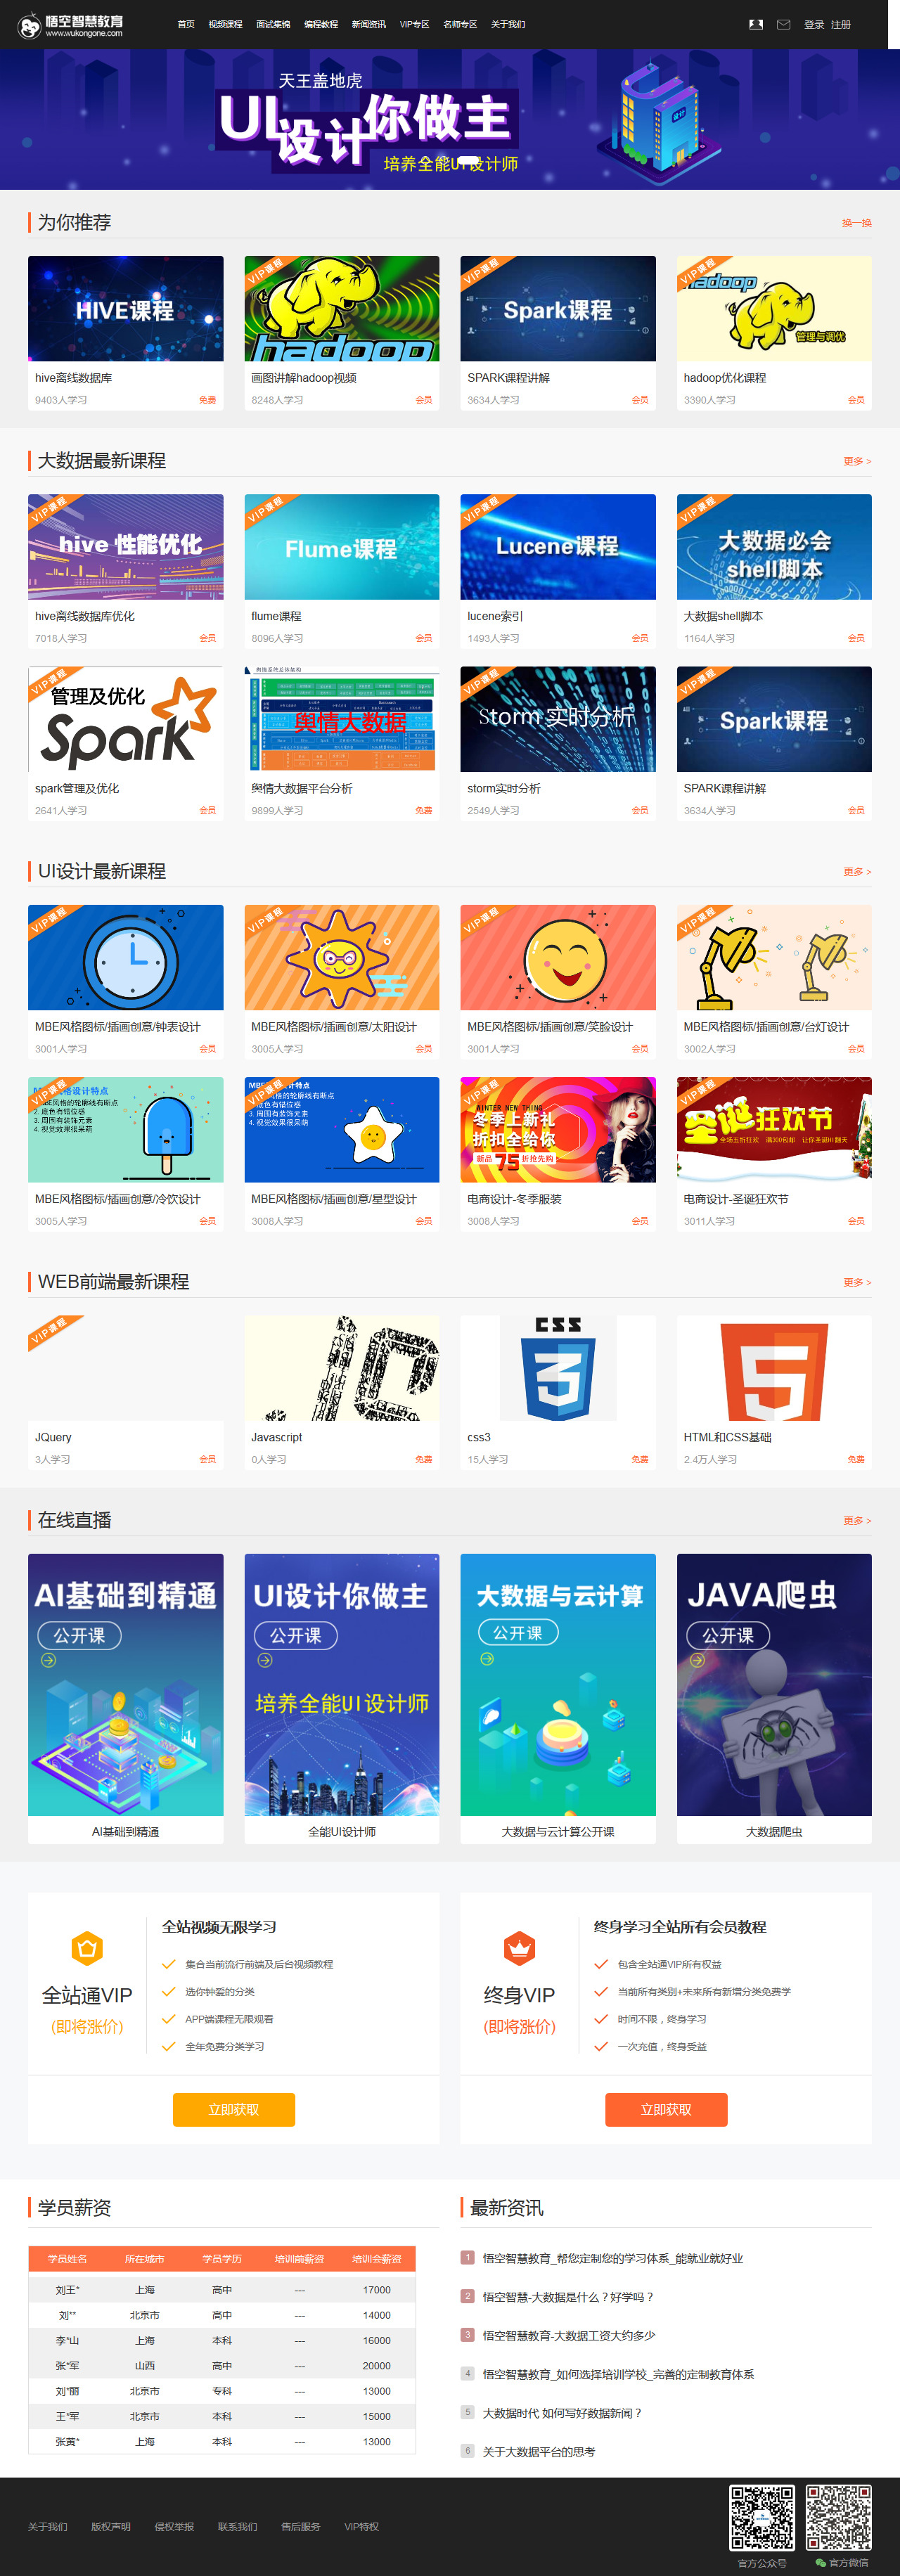 悟空智慧教育
www.wukongone.com
首页 视频课程 面试集锦 编程教程 新闻资讯 VIP专区 名师专区 关于我们
登录 注册
天王盖地虎
UI设计你做主
培养全能UI设计师
为你推荐
换一换
HIVE课程
VIP课程
hadoop
VIP课程
Spark课程
VIP课程
hadoop
管理与调优
hive离线数据库
画图讲解hadoop视频
SPARK课程讲解
hadoop优化课程
9403人学习 免费
8248人学习 会员
3634人学习 会员
3390人学习 会员
大数据最新课程
更多 >
VIP课程
hive 性能优化
VIP课程
Flume课程
VIP课程
Lucene课程
VIP课程
大数据必会
shell脚本
hive离线数据库优化
flume课程
lucene索引
大数据shell脚本
7018人学习 会员
8096人学习 会员
1493人学习 会员
1164人学习 会员
VIP课程
管理及优化
Spark
舆情系统总体架构
舆情大数据
VIP课程
Storm 实时分析
VIP课程
Spark课程
spark管理及优化
舆情大数据平台分析
storm实时分析
SPARK课程讲解
2641人学习 会员
9899人学习 免费
2549人学习 会员
3634人学习 会员
UI设计最新课程
更多 >
VIP课程
VIP课程
VIP课程
VIP课程
MBE风格图标/插画创意/钟表设计
MBE风格图标/插画创意/太阳设计
MBE风格图标/插画创意/笑脸设计
MBE风格图标/插画创意/台灯设计
3001人学习 会员
3005人学习 会员
3001人学习 会员
3002人学习 会员
VIP课程
设计特点
MBE风格的轮廓线有断点
2. 底色有错位感
3. 周围有装饰元素
4. 视觉效果很呆萌
VIP课程
MBE
设计特点
风格的轮廓线有断点
底色有错位感
3. 周围有装饰元素
4. 视觉效果很呆萌
VIP课程
WINTER NEW THING
冬季上新礼
折扣全给你
新品 75 折抢先购
VIP课程
圣诞狂欢节
全场五折狂欢 满300包邮 让你圣诞HI翻天
MBE风格图标/插画创意/冷饮设计
MBE风格图标/插画创意/星型设计
电商设计-冬季服装
电商设计-圣诞狂欢节
3005人学习 会员
3008人学习 会员
3008人学习 会员
3011人学习 会员
WEB前端最新课程
更多 >
VIP课程
CSS
3
5
JQuery
Javascript
css3
HTML和CSS基础
3人学习 会员
0人学习 免费
15人学习 免费
2.4万人学习 免费
在线直播
更多 >
AI基础到精通
公开课
UI设计你做主
公开课
培养全能UI设计师
大数据与云计算
公开课
JAVA爬虫
公开课
AI基础到精通
全能UI设计师
大数据与云计算公开课
大数据爬虫
全站通VIP
(即将涨价)
全站视频无限学习
集合当前流行前端及后台视频教程
选你钟爱的分类
APP端课程无限观看
全年免费分类学习
立即获取
终身VIP
(即将涨价)
终身学习全站所有会员教程
包含全站通VIP所有权益
当前所有类别+未来所有新增分类免费学
时间不限，终身学习
一次充值，终身受益
立即获取
学员薪资
学员姓名 所在城市 学员学历 培训前薪资 培训会薪资
刘王* 上海 高中 --- 17000
刘** 北京市 高中 --- 14000
李*山 上海 本科 --- 16000
张*军 山西 高中 --- 20000
刘*丽 北京市 专科 --- 13000
王*军 北京市 本科 --- 15000
张黄* 上海 本科 --- 13000
最新资讯
1 悟空智慧教育_帮您定制您的学习体系_能就业就好业
2 悟空智慧-大数据是什么？好学吗？
3 悟空智慧教育-大数据工资大约多少
4 悟空智慧教育_如何选择培训学校_完善的定制教育体系
5 大数据时代 如何写好数据新闻？
6 关于大数据平台的思考
关于我们 版权声明 侵权举报 联系我们 售后服务 VIP特权
官方公众号
官方微信